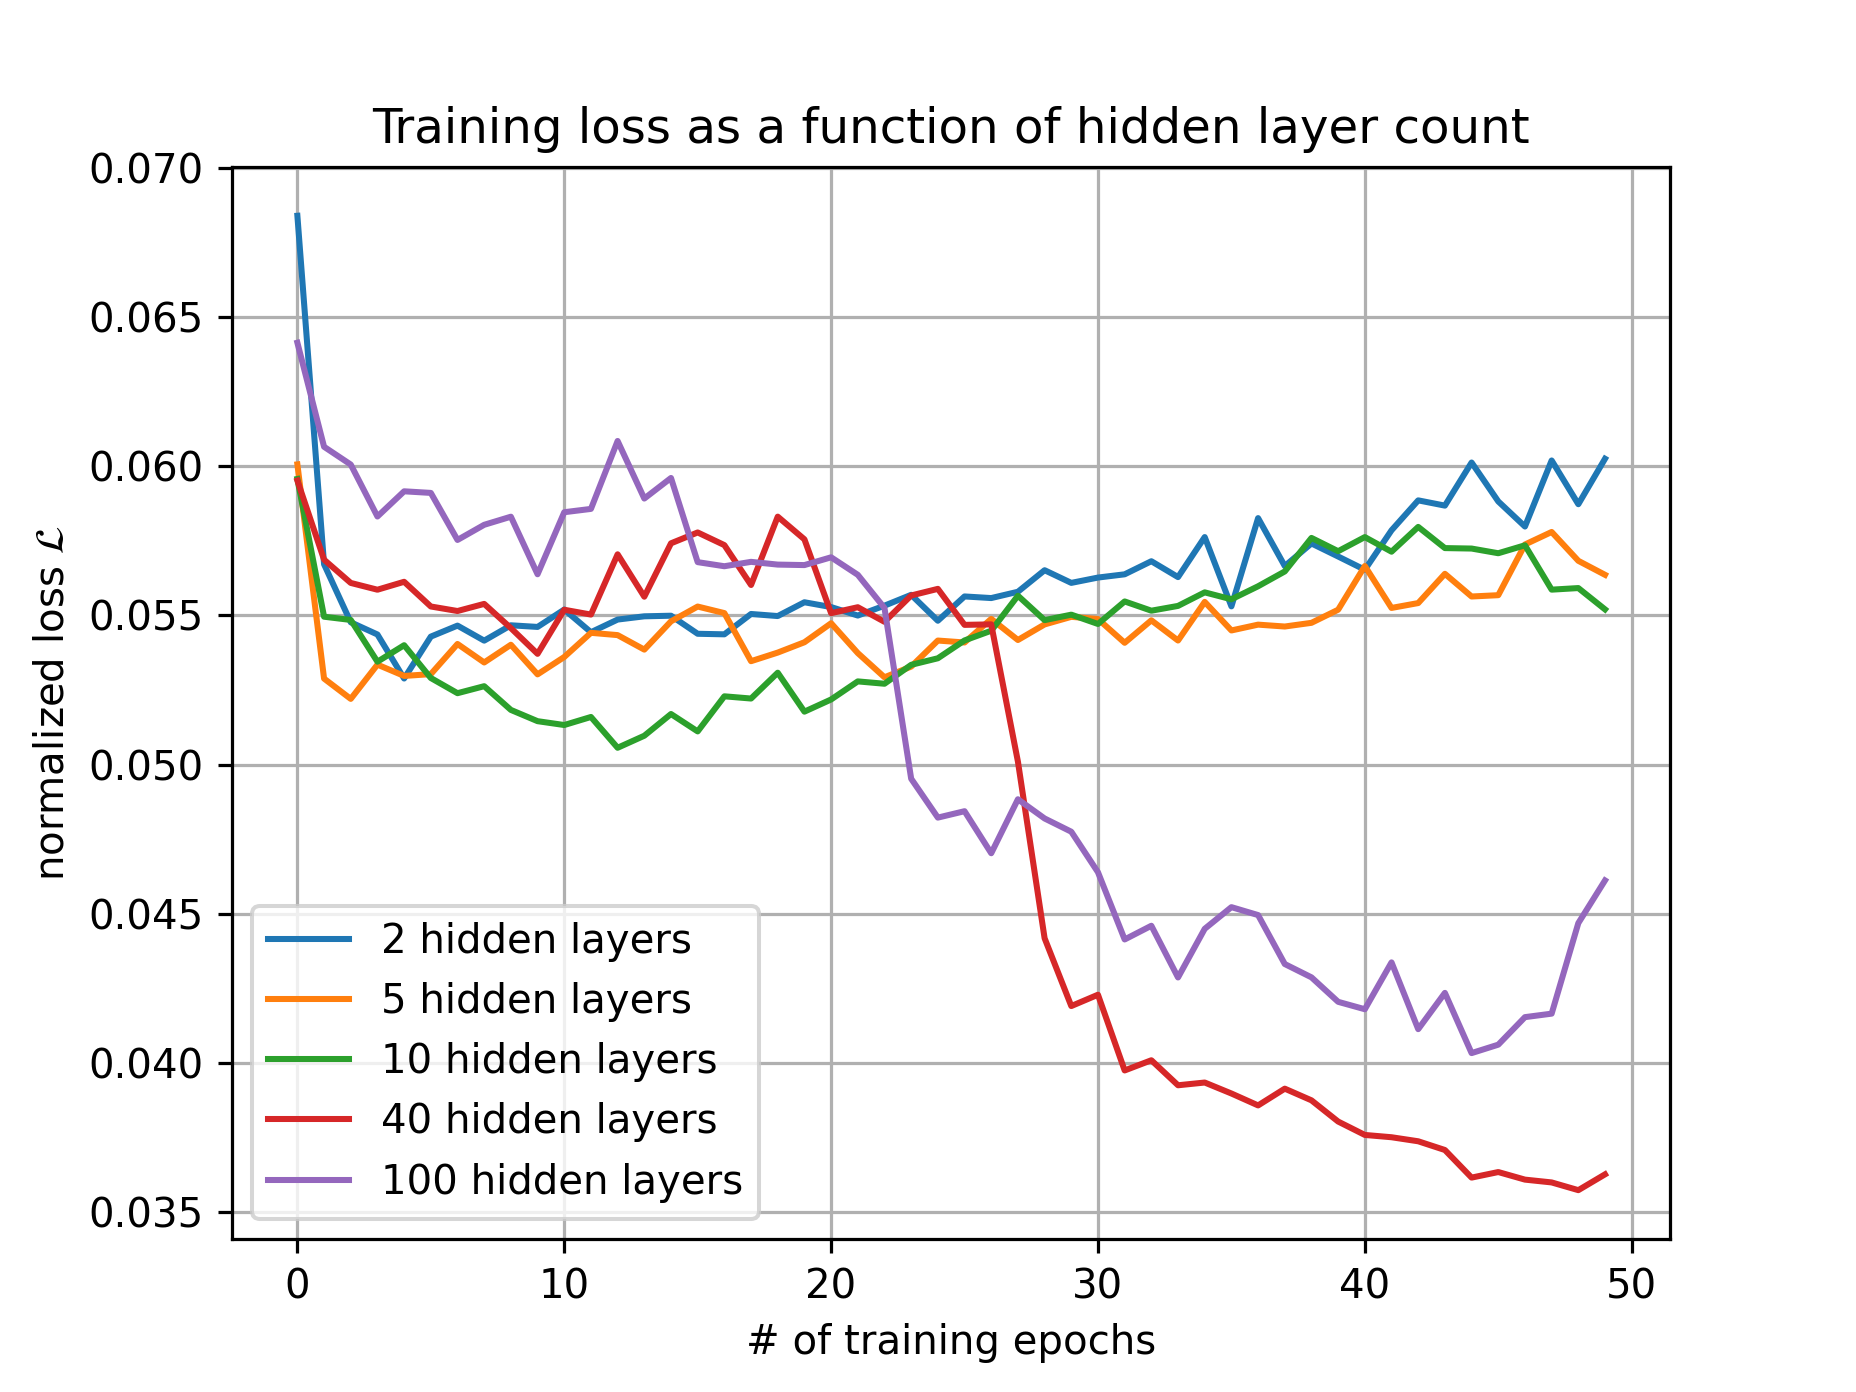 Training loss as a function of hidden layer count
normalized loss ℒ
0.070
0.065
0.060
0.055
0.050
0.045
0.040
0.035
2 hidden layers
5 hidden layers
10 hidden layers
40 hidden layers
100 hidden layers
0 10 20 30 40 50
# of training epochs